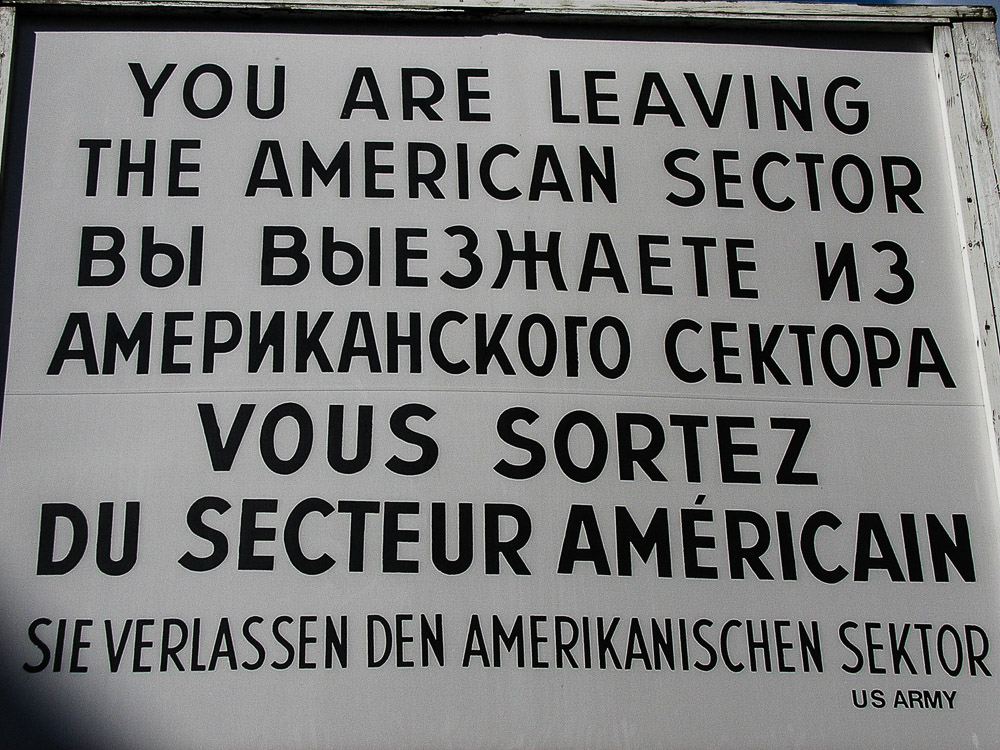 YOU ARE LEAVING
THE AMERICAN SECTOR
ВЫ ВЫЕЗЖАЕТЕ ИЗ
АМЕРИКАНСКОГО СЕКТОРА
VOUS SORTEZ
DU SECTEUR AMÉRICAIN
SIE VERLASSEN DEN AMERIKANISCHEN SEKTOR
US ARMY